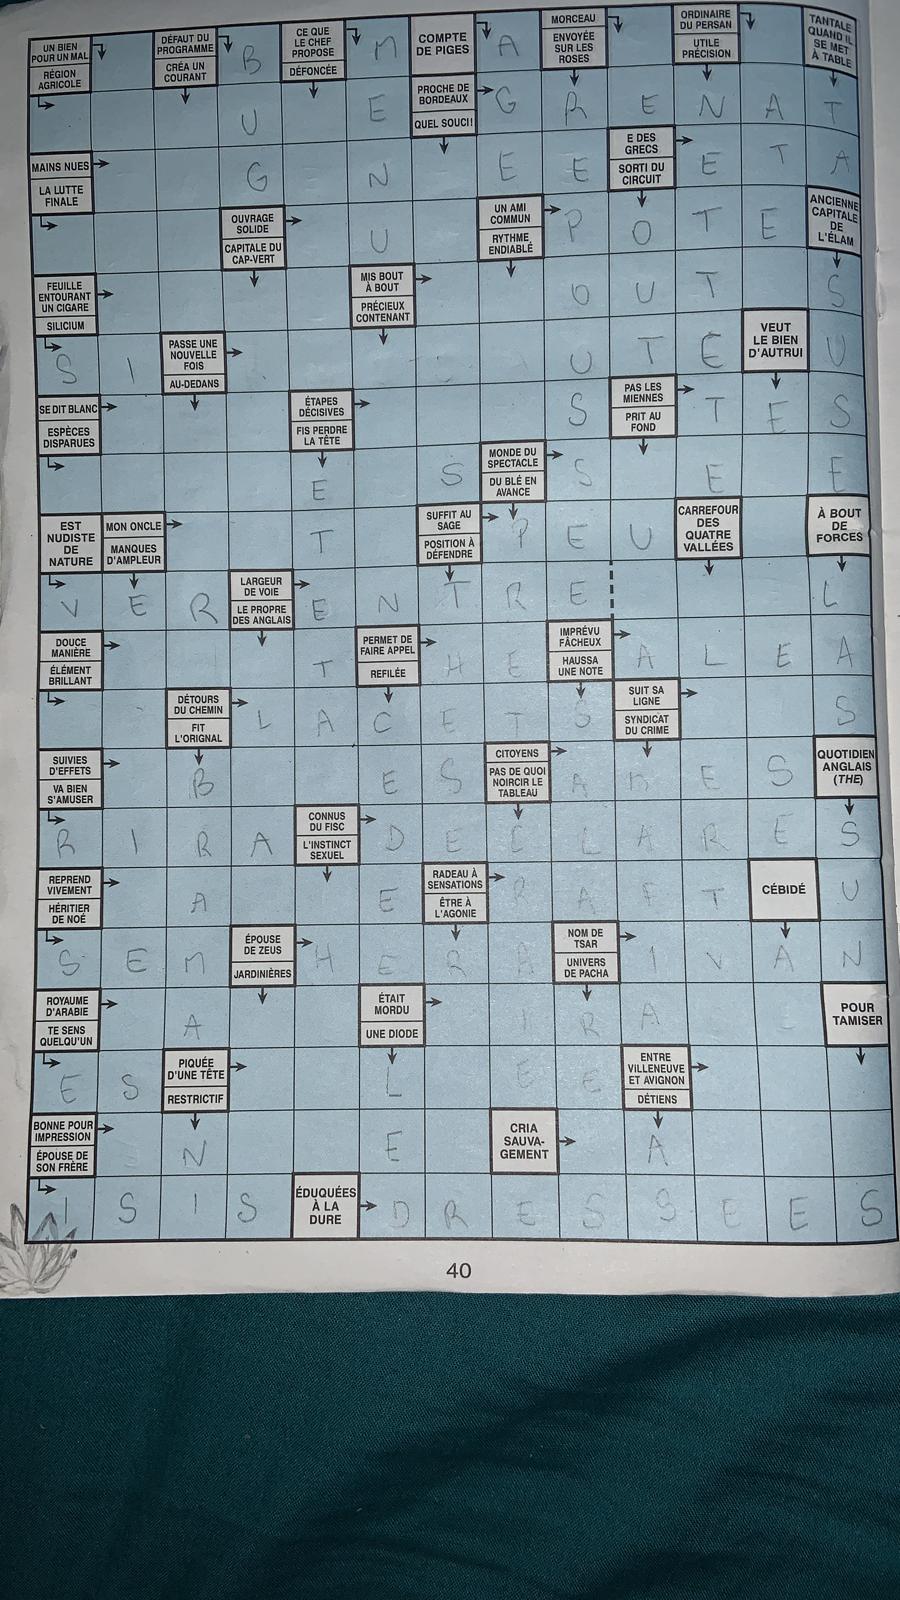 UN BIEN POUR UN MAL
RÉGION AGRICOLE
DÉFAUT DU PROGRAMME
CRÉA UN COURANT
B
CE QUE LE CHEF PROPOSE
DÉFONCÉE
M
COMPTE DE PIGES
A
MORCEAU
ENVOYÉE SUR LES ROSES
ORDINAIRE DU PERSAN
UTILE PRÉCISION
TANTALE QUAND IL SE MET À TABLE
U
E
PROCHE DE BORDEAUX
QUEL SOUCI!
G R E N A T
MAINS NUES
LA LUTTE FINALE
G
N
E E
E DES GRECS
SORTI DU CIRCUIT
E T A
OUVRAGE SOLIDE
CAPITALE DU CAP-VERT
U
UN AMI COMMUN
RYTHME ENDIABLÉ
P O T E
ANCIENNE CAPITALE DE L'ÉLAM
FEUILLE ENTOURANT UN CIGARE
SILICIUM
MIS BOUT À BOUT
PRÉCIEUX CONTENANT
O U T S
S I
PASSE UNE NOUVELLE FOIS
AU-DEDANS
U T E
VEUT LE BIEN D'AUTRUI
U
SE DIT BLANC
ESPÈCES DISPARUES
ÉTAPES DÉCISIVES
FIS PERDRE LA TÊTE
S
PAS LES MIENNES
PRIT AU FOND
T E S
E
S
MONDE DU SPECTACLE
DU BLÉ EN AVANCE
S
E
E
EST NUDISTE DE NATURE
MON ONCLE
MANQUES D'AMPLEUR
T
SUFFIT AU SAGE
POSITION À DÉFENDRE
P E U
CARREFOUR DES QUATRE VALLÉES
À BOUT DE FORCES
V E R
LARGEUR DE VOIE
LE PROPRE DES ANGLAIS
E N T R E
L
DOUCE MANIÈRE
ÉLÉMENT BRILLANT
T
PERMET DE FAIRE APPEL
REFILÉE
H E
IMPRÉVU FÂCHEUX
HAUSSA UNE NOTE
A L E A
DÉTOURS DU CHEMIN
FIT L'ORIGNAL
L A C E T S
SUIT SA LIGNE
SYNDICAT DU CRIME
S
SUIVIES D'EFFETS
VA BIEN S'AMUSER
B
E S
CITOYENS
PAS DE QUOI NOIRCIR LE TABLEAU
A M E S
QUOTIDIEN ANGLAIS (THE)
R I R A
CONNUS DU FISC
L'INSTINCT SEXUEL
D E C L A R E S
REPREND VIVEMENT
HÉRITIER DE NOÉ
A
E
RADEAU À SENSATIONS
ÊTRE À L'AGONIE
R A F T
CÉBIDÉ
U
S E M
ÉPOUSE DE ZEUS
JARDINIÈRES
H E R A
NOM DE TSAR
UNIVERS DE PACHA
I V A N
ROYAUME D'ARABIE
TE SENS QUELQU'UN
A
ÉTAIT MORDU
UNE DIODE
I R A
POUR TAMISER
E S
PIQUÉE D'UNE TÊTE
RESTRICTIF
L
E E
ENTRE VILLENEUVE ET AVIGNON
DÉTIENS
BONNE POUR IMPRESSION
ÉPOUSE DE SON FRÈRE
N
E
CRIA SAUVA-GEMENT
A
I S I S
ÉDUQUÉES À LA DURE
D R E S S E E S
40